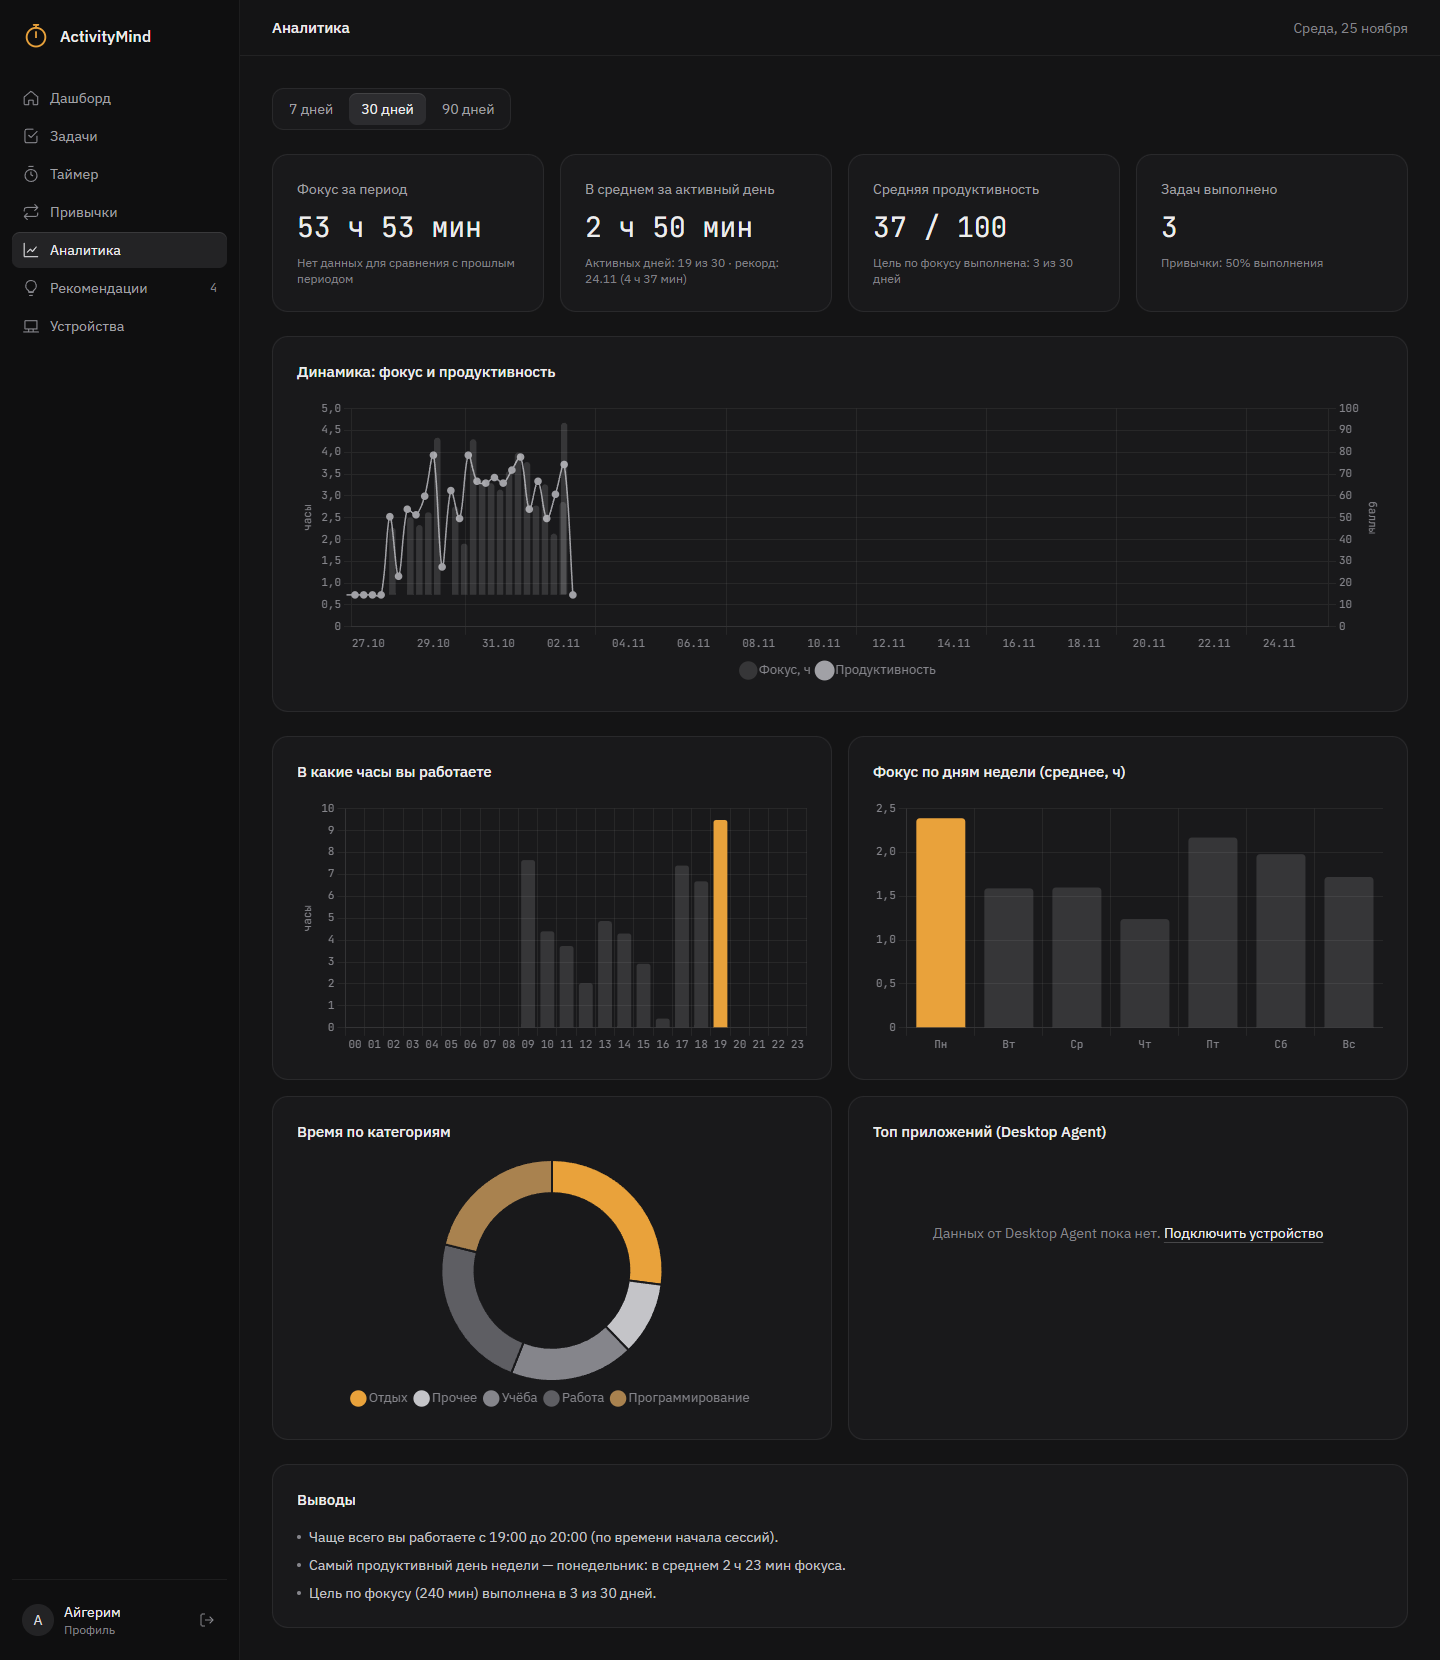 ActivityMind
Аналитика
Среда, 25 ноября
Дашборд
Задачи
Таймер
Привычки
Аналитика
Рекомендации 4
Устройства
7 дней 30 дней 90 дней
Фокус за период
53 ч 53 мин
Нет данных для сравнения с прошлым
периодом
В среднем за активный день
2 ч 50 мин
Активных дней: 19 из 30 · рекорд:
24.11 (4 ч 37 мин)
Средняя продуктивность
37 / 100
Цель по фокусу выполнена: 3 из 30
дней
Задач выполнено
3
Привычки: 50% выполнения
Динамика: фокус и продуктивность
часы
5,0
4,5
4,0
3,5
3,0
2,5
2,0
1,5
1,0
0,5
0
100
90
80
70
60
50
40
30
20
10
0
баллы
27.10 29.10 31.10 02.11 04.11 06.11 08.11 10.11 12.11 14.11 16.11 18.11 20.11 22.11 24.11
Фокус, ч Продуктивность
В какие часы вы работаете
часы
10
9
8
7
6
5
4
3
2
1
0
00 01 02 03 04 05 06 07 08 09 10 11 12 13 14 15 16 17 18 19 20 21 22 23
Фокус по дням недели (среднее, ч)
2,5
2,0
1,5
1,0
0,5
0
Пн Вт Ср Чт Пт Сб Вс
Время по категориям
Отдых Прочее Учёба Работа Программирование
Топ приложений (Desktop Agent)
Данных от Desktop Agent пока нет. Подключить устройство
Выводы
Чаще всего вы работаете с 19:00 до 20:00 (по времени начала сессий).
Самый продуктивный день недели — понедельник: в среднем 2 ч 23 мин фокуса.
Цель по фокусу (240 мин) выполнена в 3 из 30 дней.
А
Айгерим
Профиль